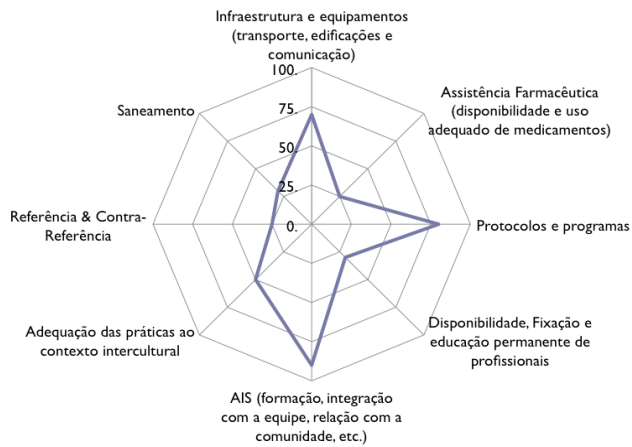 Infraestrutura e equipamentos
(transporte, edificações e
comunicação)
100.
Assistência Farmacêutica
(disponibilidade e uso
adequado de medicamentos)
Saneamento
75.
50.
25.
0.
Referência & Contra-
Referência
Protocolos e programas
Adequação das práticas ao
contexto intercultural
Disponibilidade, Fixação e
educação permanente de
profissionais
AIS (formação, integração
com a equipe, relação com a
comunidade, etc.)